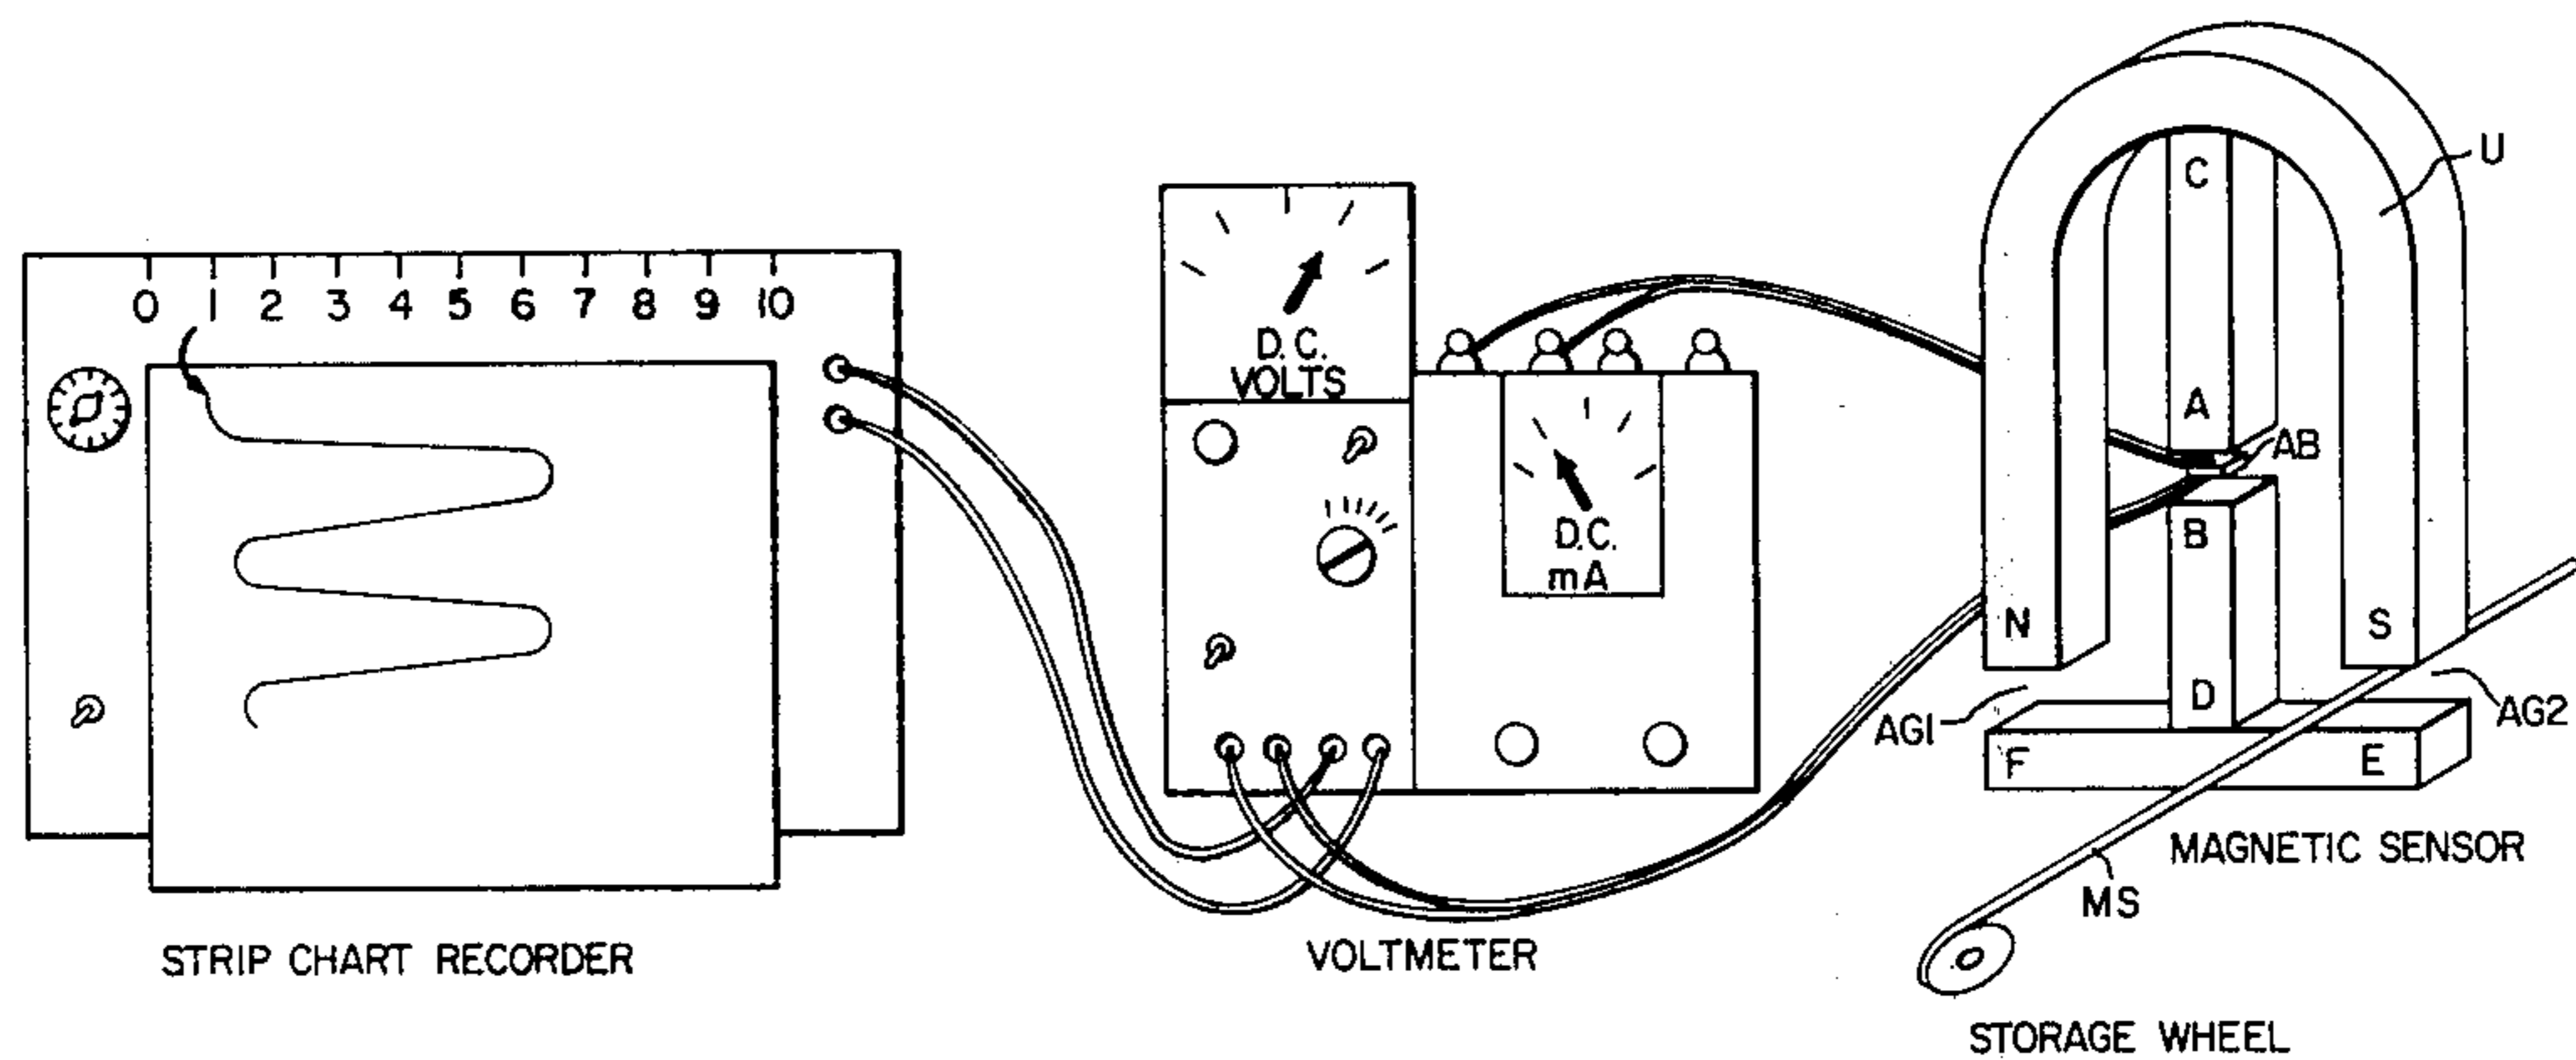 0 1 2 3 4 5 6 7 8 9 10
STRIP CHART RECORDER
D.C.
VOLTS
D.C.
mA
VOLTMETER
U
C
A
AB
B
N
S
D
AG1
AG2
F
E
MAGNETIC SENSOR
MS
STORAGE WHEEL